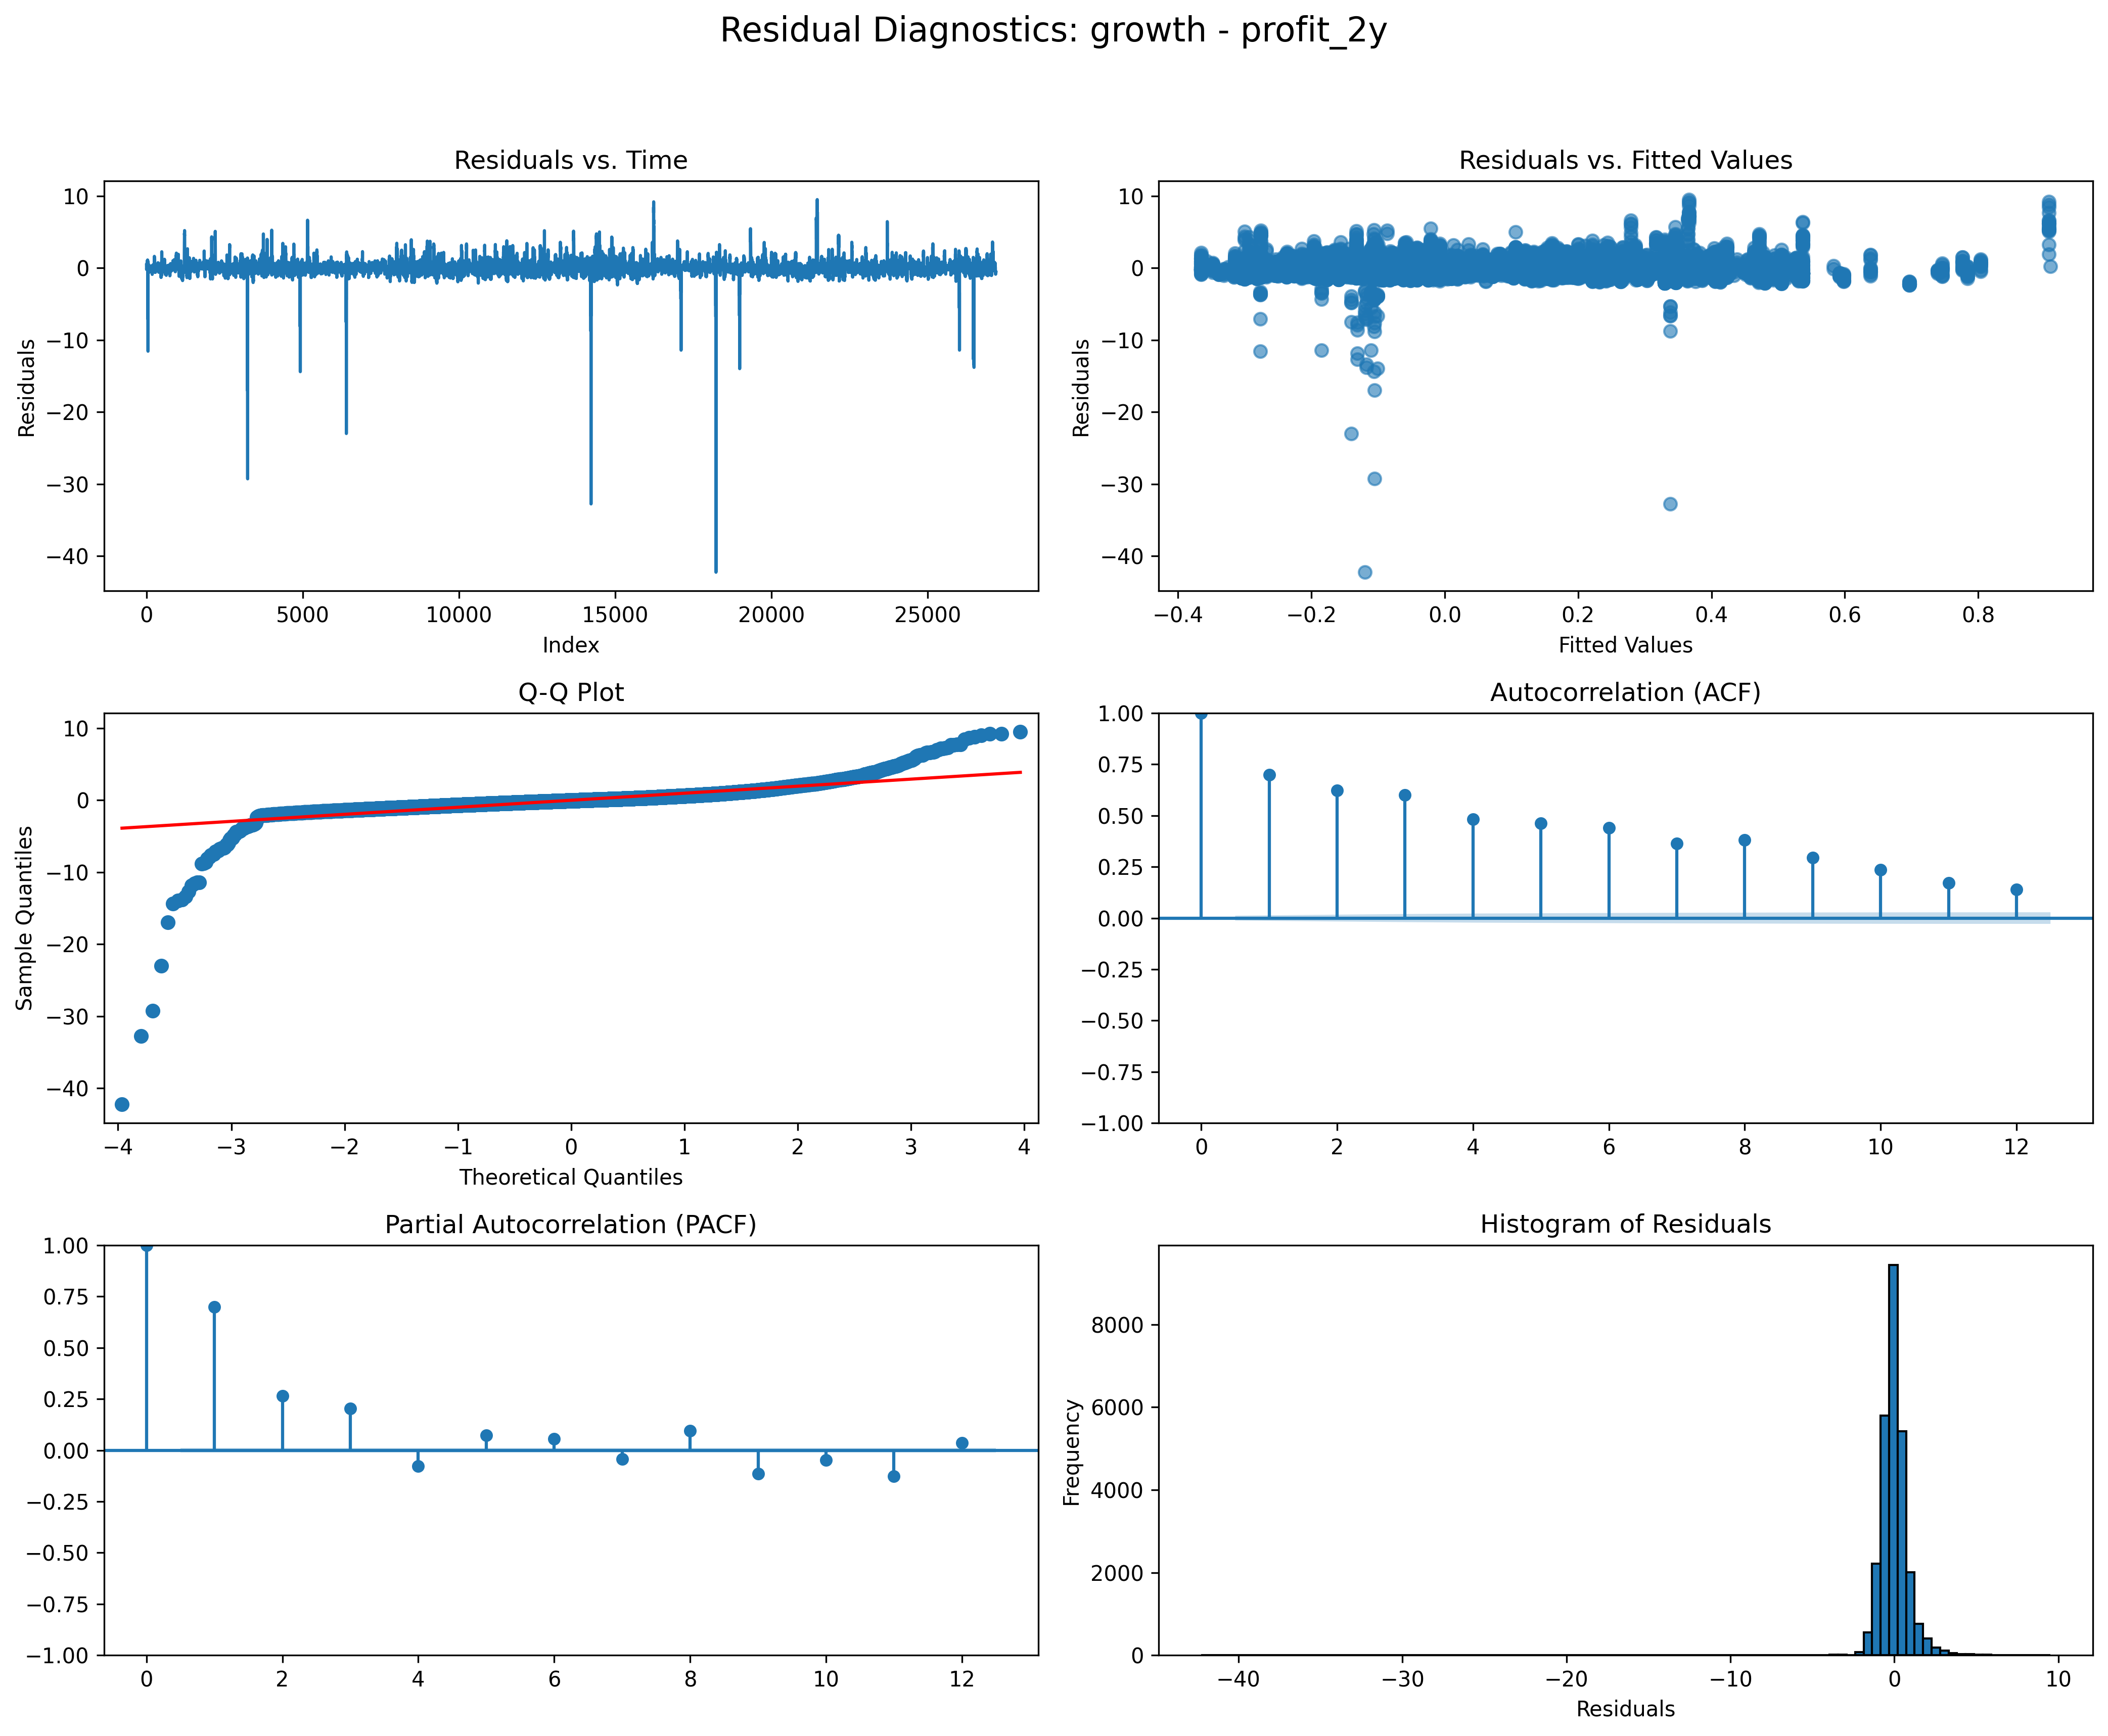 Residual Diagnostics: growth - profit_2y
Residuals vs. Time
10
0
−10
−20
−30
−40
Residuals
0 5000 10000 15000 20000 25000
Index
Residuals vs. Fitted Values
10
0
−10
−20
−30
−40
Residuals
−0.4 −0.2 0.0 0.2 0.4 0.6 0.8
Fitted Values
Q-Q Plot
10
0
−10
−20
−30
−40
Sample Quantiles
−4 −3 −2 −1 0 1 2 3 4
Theoretical Quantiles
Autocorrelation (ACF)
1.00
0.75
0.50
0.25
0.00
−0.25
−0.50
−0.75
−1.00
0 2 4 6 8 10 12
Partial Autocorrelation (PACF)
1.00
0.75
0.50
0.25
0.00
−0.25
−0.50
−0.75
−1.00
0 2 4 6 8 10 12
Histogram of Residuals
8000
6000
4000
2000
0
Frequency
−40 −30 −20 −10 0 10
Residuals